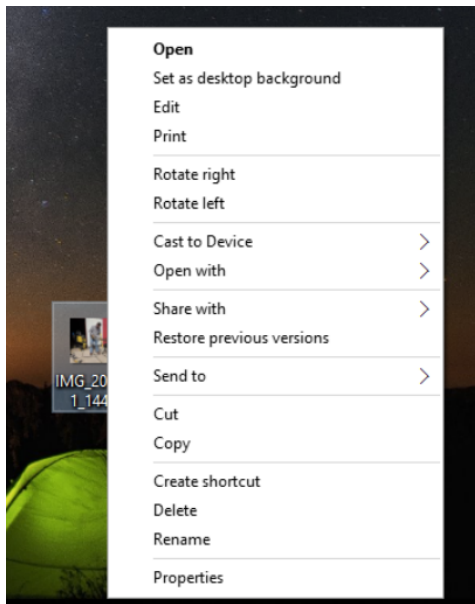 Open
Set as desktop background
Edit
Print
Rotate right
Rotate left
Cast to Device
Open with
Share with
Restore previous versions
Send to
IMG_20
1_144
Cut
Copy
Create shortcut
Delete
Rename
Properties